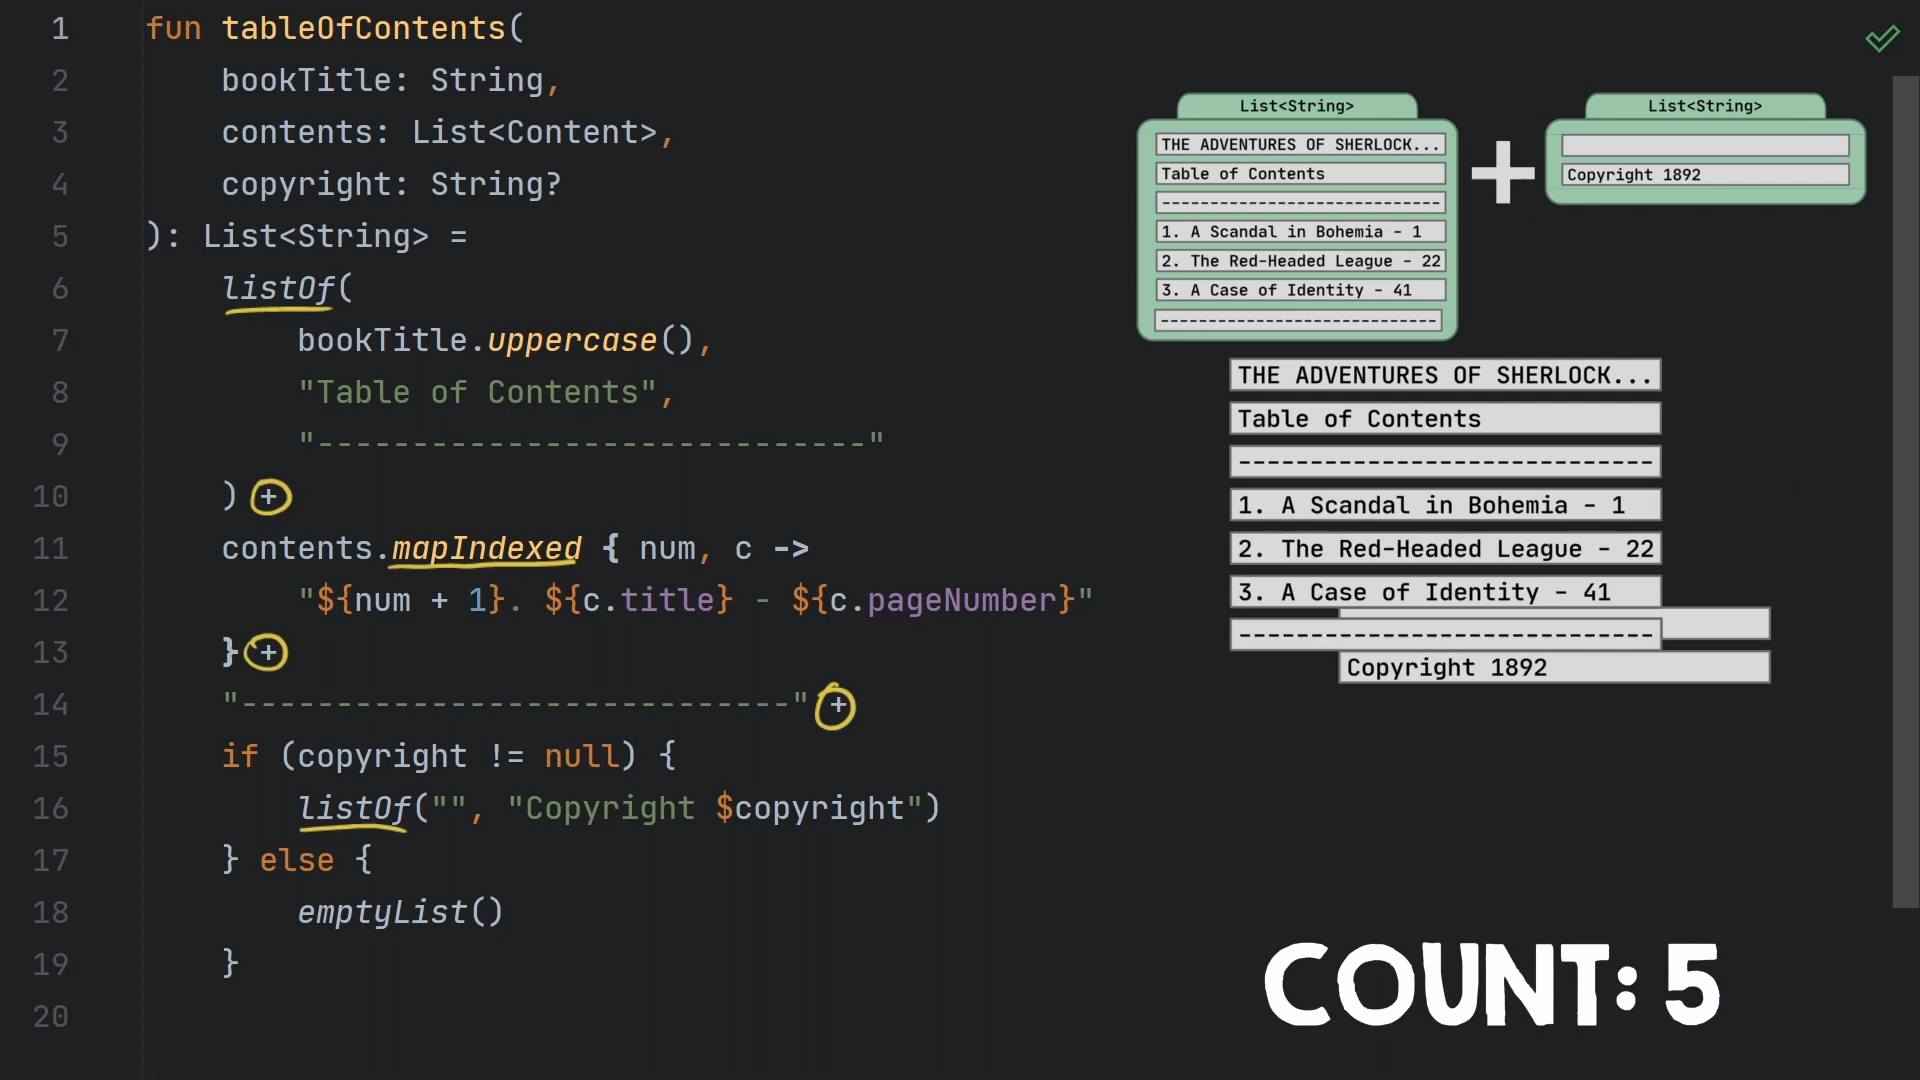 1 fun tableOfContents(
2 bookTitle: String,
3 contents: List<Content>,
4 copyright: String?
5 ): List<String> =
6 listOf(
7 bookTitle.uppercase(),
8 "Table of Contents",
9 "-----------------------------"
10 ) +
11 contents.mapIndexed { num, c ->
12 "${num + 1}. ${c.title} - ${c.pageNumber}"
13 } +
14 "-----------------------------" +
15 if (copyright != null) {
16 listOf("", "Copyright $copyright")
17 } else {
18 emptyList()
19 }
20
List<String>
THE ADVENTURES OF SHERLOCK...
Table of Contents
-----------------------------
1. A Scandal in Bohemia - 1
2. The Red-Headed League - 22
3. A Case of Identity - 41
-----------------------------
+
List<String>
Copyright 1892
THE ADVENTURES OF SHERLOCK...
Table of Contents
-----------------------------
1. A Scandal in Bohemia - 1
2. The Red-Headed League - 22
3. A Case of Identity - 41
-----------------------------
Copyright 1892
COUNT: 5